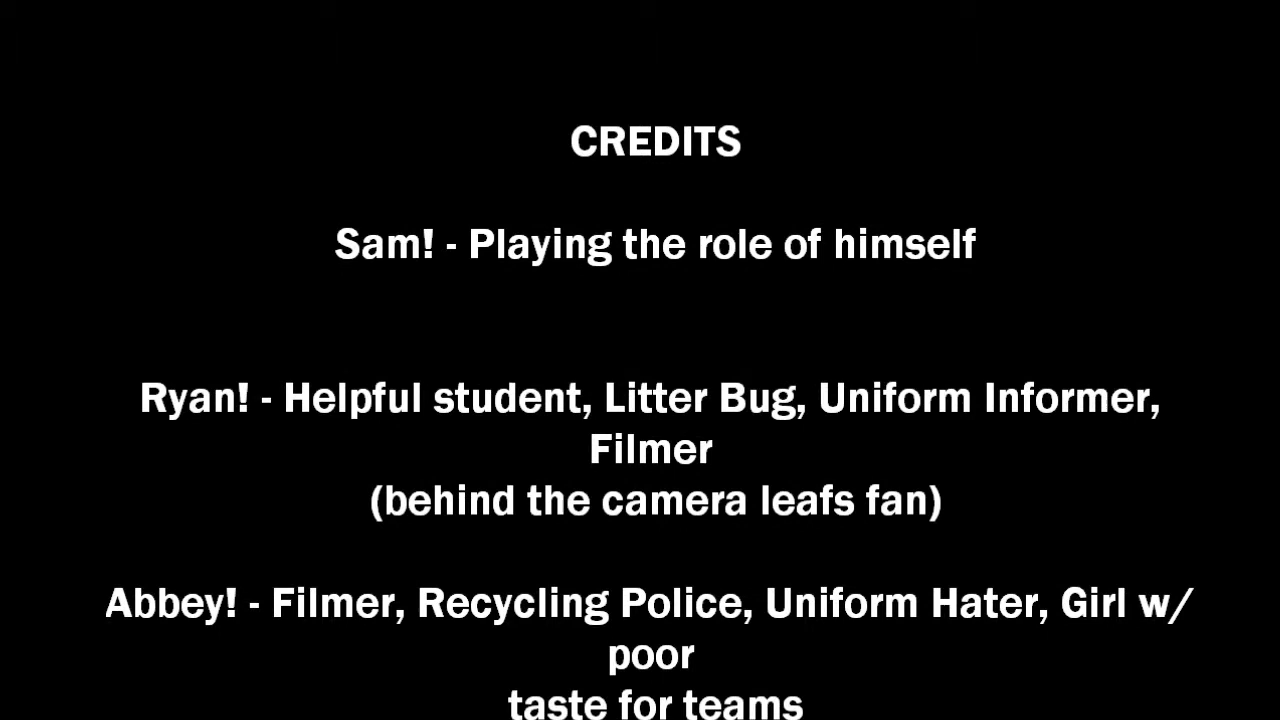 CREDITS
Sam! - Playing the role of himself
Ryan! - Helpful student, Litter Bug, Uniform Informer,
Filmer
(behind the camera leafs fan)
Abbey! - Filmer, Recycling Police, Uniform Hater, Girl w/
poor
taste for teams